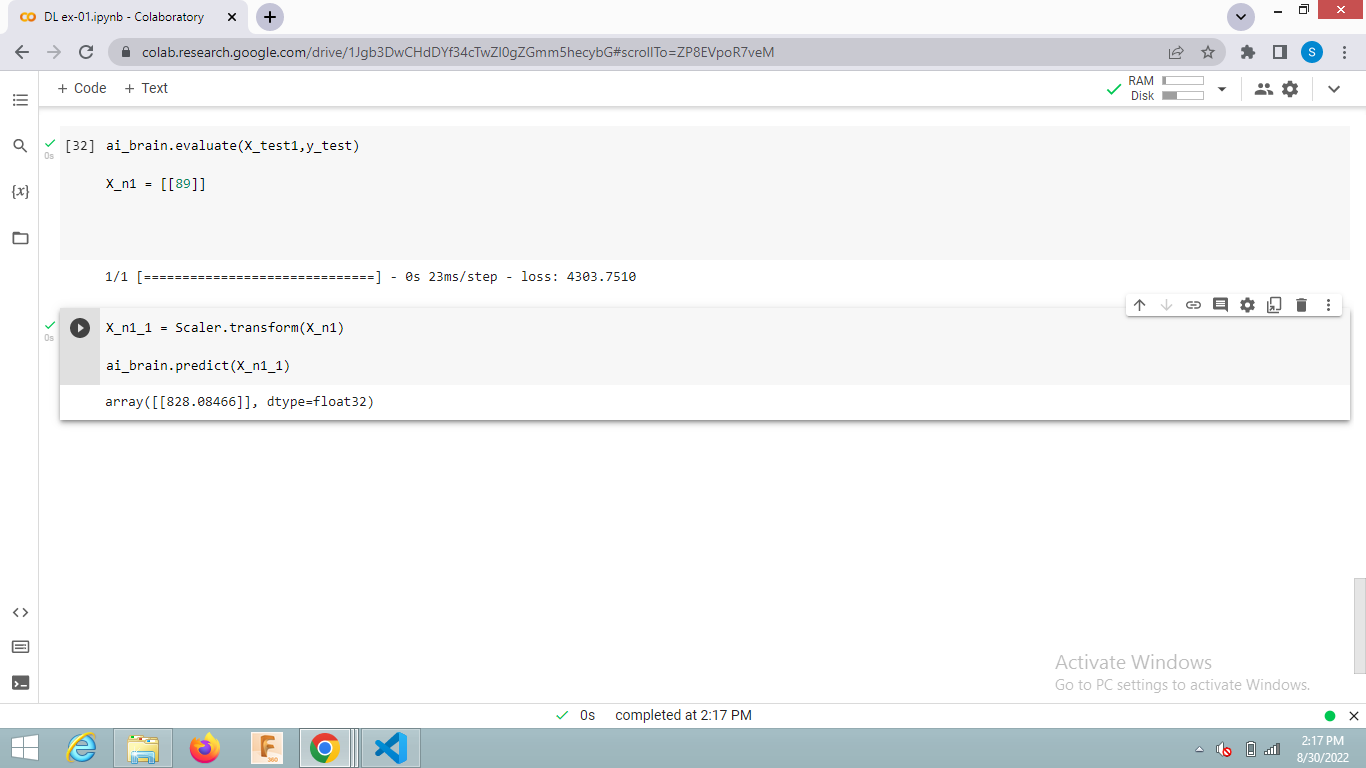 DL ex-01.ipynb - Colaboratory
colab.research.google.com/drive/1Jgb3DwCHdDYf34cTwZI0gZGmm5hecybG#scrollTo=ZP8EVpoR7veM
S
+ Code + Text
RAM
Disk
[32] ai_brain.evaluate(X_test1,y_test)
0s
X_n1 = [[89]]
{x}
1/1 [==============================] - 0s 23ms/step - loss: 4303.7510
X_n1_1 = Scaler.transform(X_n1)
0s
ai_brain.predict(X_n1_1)
array([[828.08466]], dtype=float32)
Activate Windows
Go to PC settings to activate Windows.
0s completed at 2:17 PM
F
360
2:17 PM
8/30/2022